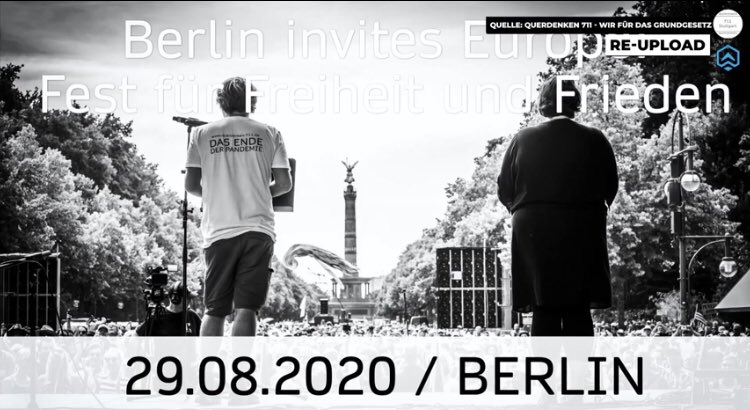 Berlin invites Europe
Fest für Freiheit und Frieden
QUELLE: QUERDENKEN 711 - WIR FÜR DAS GRUNDGESETZ
RE-UPLOAD
DAS ENDE
DER PANDEMIE
29.08.2020 / BERLIN